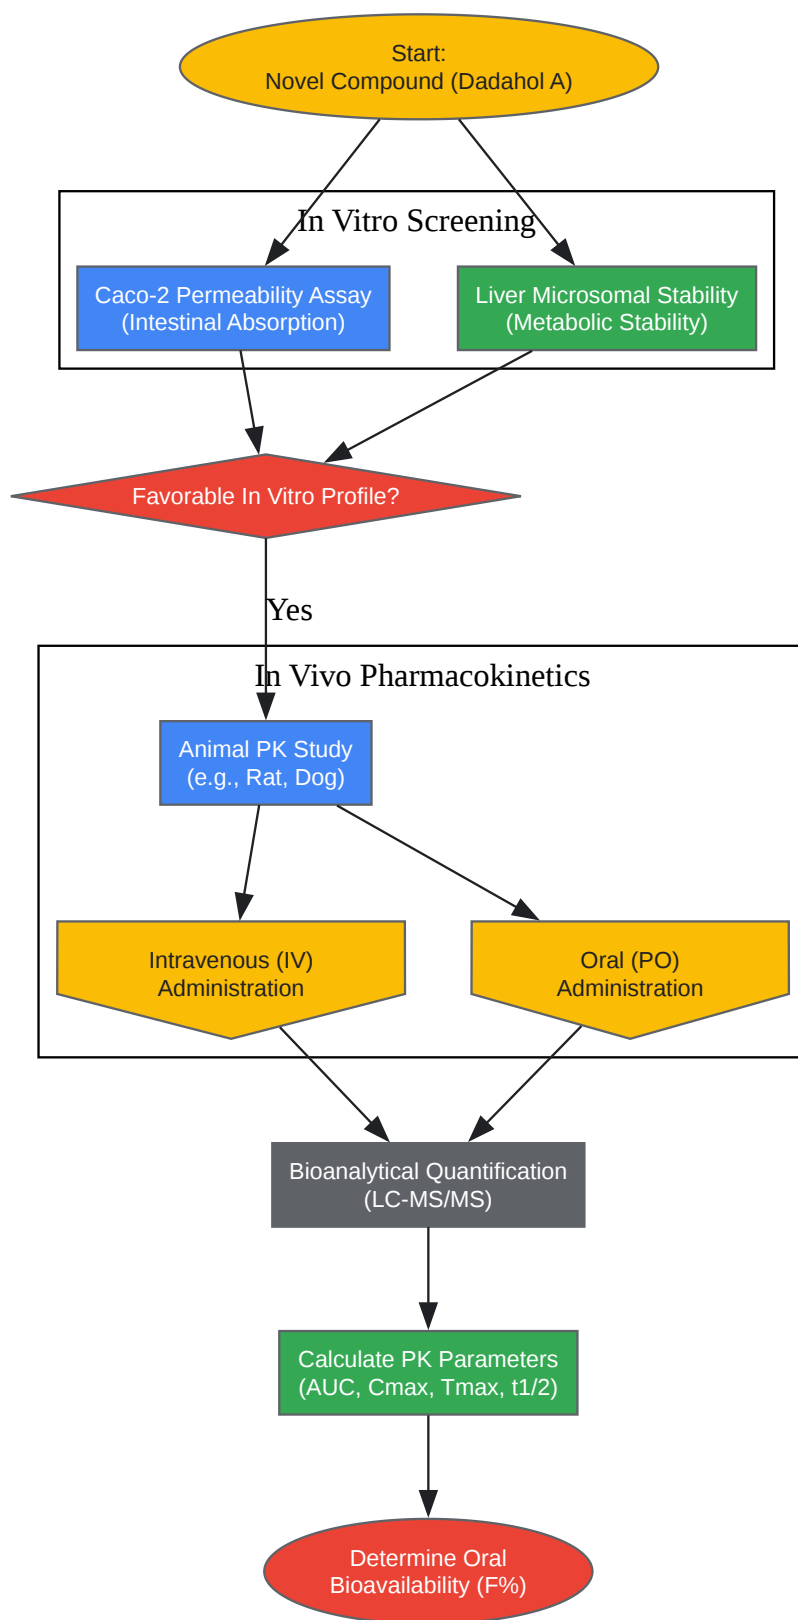 Start:
Novel Compound (Dadahol A)
In Vitro Screening
Caco-2 Permeability Assay
(Intestinal Absorption)
Liver Microsomal Stability
(Metabolic Stability)
Favorable In Vitro Profile?
Yes
In Vivo Pharmacokinetics
Animal PK Study
(e.g., Rat, Dog)
Intravenous (IV)
Administration
Oral (PO)
Administration
Bioanalytical Quantification
(LC-MS/MS)
Calculate PK Parameters
(AUC, Cmax, Tmax, t1/2)
Determine Oral
Bioavailability (F%)